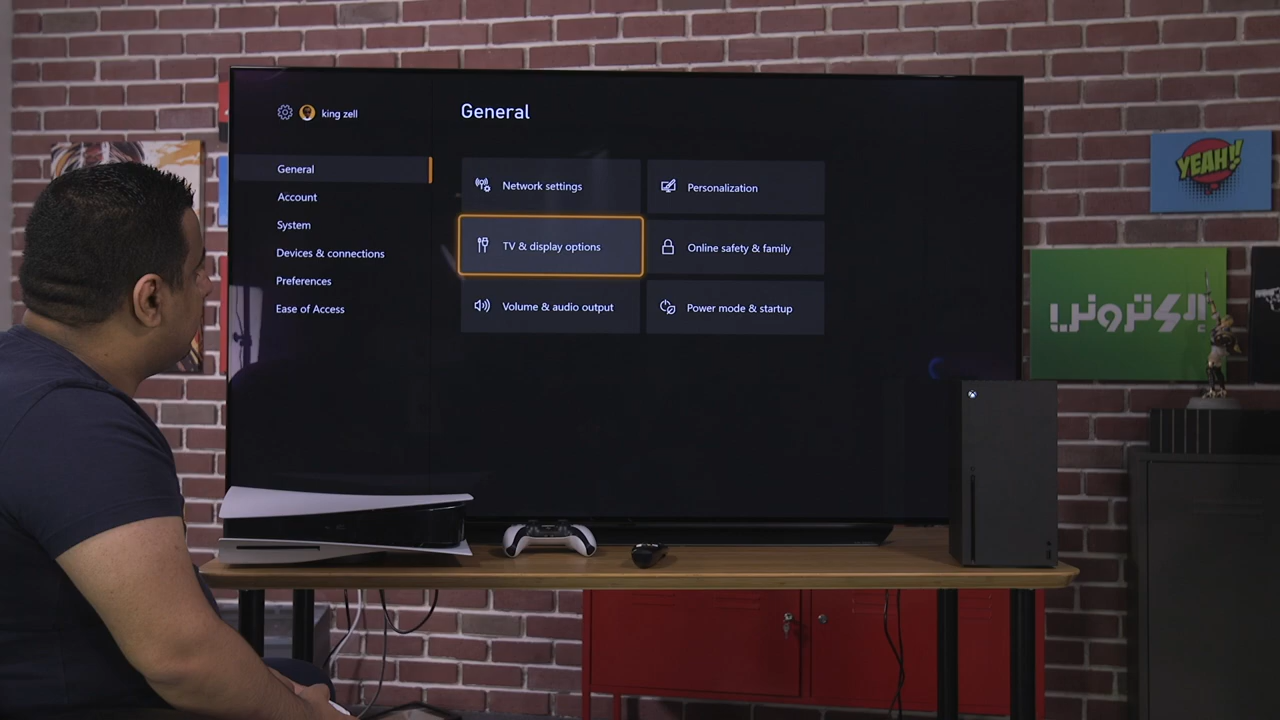 king zell
General
General
Account
System
Devices & connections
Preferences
Ease of Access
Network settings
Personalization
TV & display options
Online safety & family
Volume & audio output
Power mode & startup
YEAH!
إلكتروني